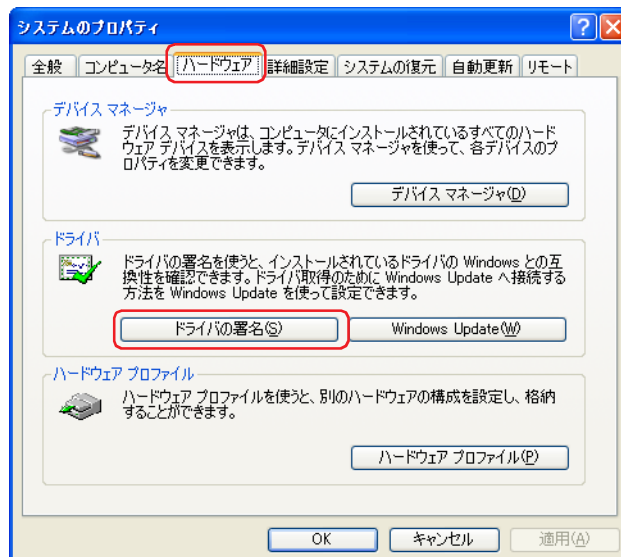 システムのプロパティ
全般 コンピュータ名 ハードウェア 詳細設定 システムの復元 自動更新 リモート
デバイス マネージャ
デバイス マネージャは、コンピュータにインストールされているすべてのハード
ウェア デバイスを表示します。デバイス マネージャを使って、各デバイスのプ
ロパティを変更できます。
デバイス マネージャ(D)
ドライバ
ドライバの署名を使うと、インストールされているドライバの Windows との互
換性を確認できます。ドライバ取得のために Windows Update へ接続する
方法を Windows Update を使って設定できます。
ドライバの署名(S) Windows Update(W)
ハードウェア プロファイル
ハードウェア プロファイルを使うと、別のハードウェアの構成を設定し、格納
することができます。
ハードウェア プロファイル(P)
OK キャンセル 適用(A)